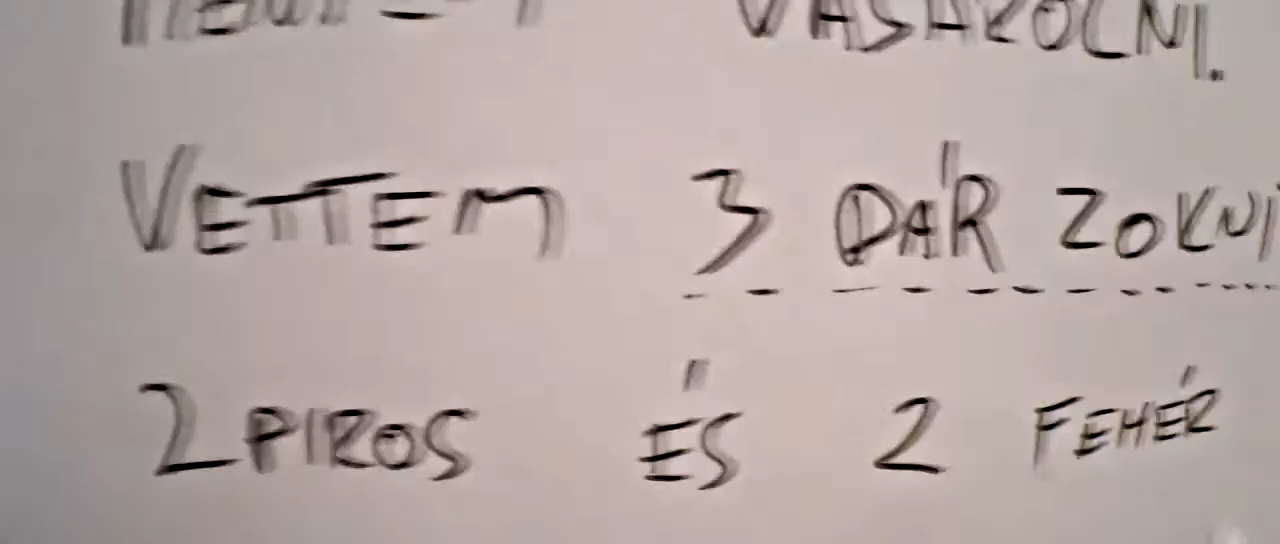 VÁSÁROLNI.
VETTEM 3 PÁR ZOKNI
2 PIROS ÉS 2 FEHÉR